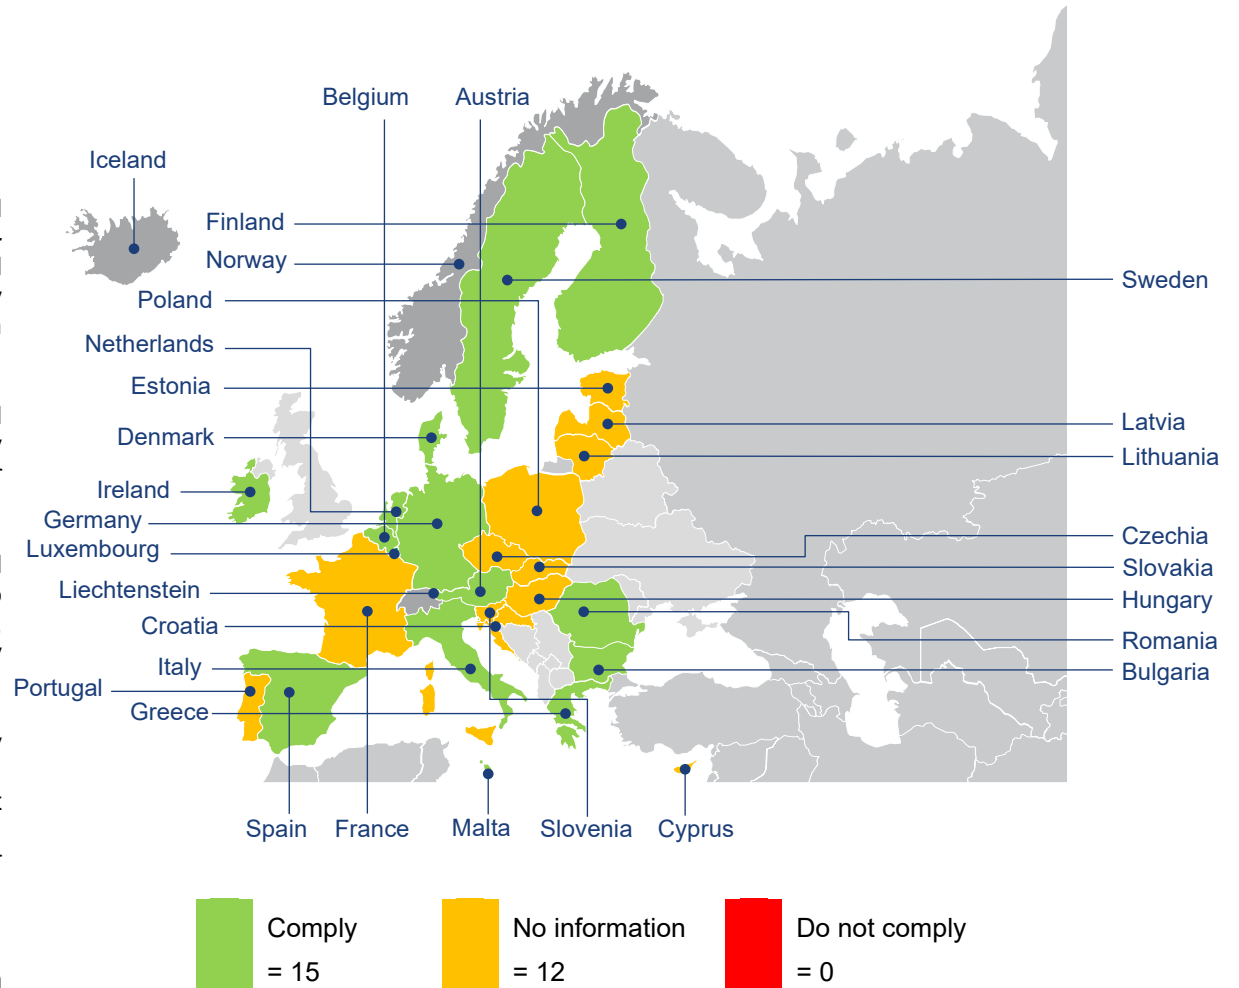 Belgium
Austria
Iceland
Finland
Norway
Sweden
Poland
Netherlands
Estonia
Latvia
Denmark
Lithuania
Ireland
Germany
Czechia
Luxembourg
Slovakia
Liechtenstein
Hungary
Croatia
Romania
Italy
Bulgaria
Portugal
Greece
Spain
France
Malta
Slovenia
Cyprus
Comply
= 15
No information
= 12
Do not comply
= 0